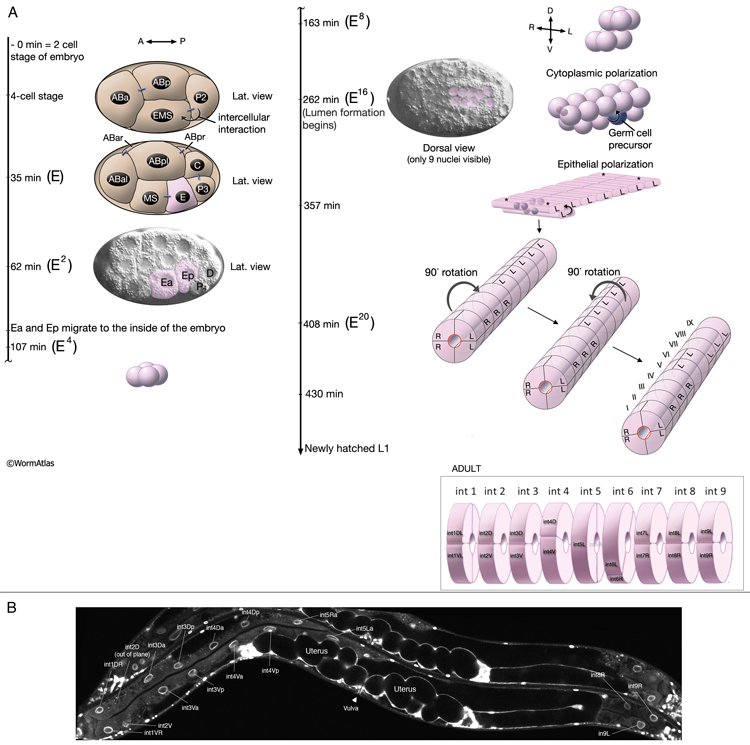 A
- 0 min = 2 cell
stage of embryo
A P
4-cell stage
ABp
ABa
P2
EMS
Lat. view
intercellular
interaction
ABar
ABpr
35 min (E)
ABpl
C
ABal
P3
MS
E
Lat. view
62 min (E2)
D
Ep
Ea
Lat. view
Ea and Ep migrate to the inside of the embryo
107 min (E4)
©WormAtlas
163 min (E8)
D
R L
V
Cytoplasmic polarization
262 min (E16)
(Lumen formation
begins)
Dorsal view
(only 9 nuclei visible)
Germ cell
precursor
Epithelial polarization
L L L L L L L L
357 min
90° rotation
90° rotation
L L L L L L
R R R
R L
R L
L L L L L
R R R
R L
R L
408 min (E20)
IX
VIII
VII
VI
V
IV
III
II
I
L L
L
R R R
R L
R L
430 min
Newly hatched L1
ADULT
int 1 int 2 int 3 int 4 int 5 int 6 int 7 int 8 int 9
int1DL int2D int3D int4D int5L int6L int7L int8L int9L
int1VL int2V int3V int4V int6R int7R int8R int9R
B
int4Dp
int5Ra
int3Dp
int4Da
int5La
int2D
(out of plane)
int3Da
int1DR
Uterus
int4Va
int4Vp
int3Vp
int3Va
int2V
int1VR
Uterus
Vulva
int8R
int9R
in9L